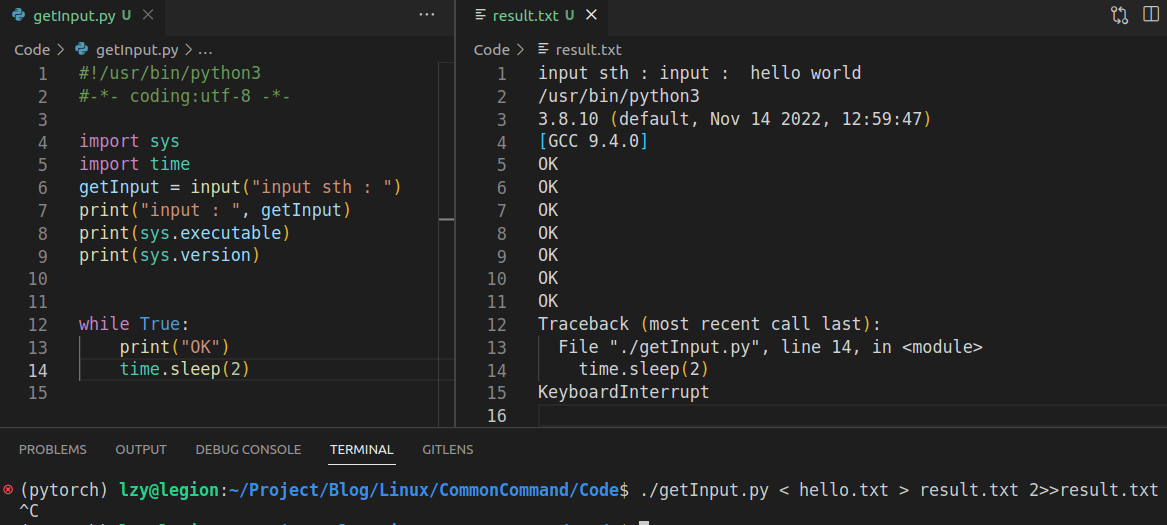 getInput.py U
Code > getInput.py > ...
1 #!/usr/bin/python3
2 #-*- coding:utf-8 -*-
3
4 import sys
5 import time
6 getInput = input("input sth : ")
7 print("input : ", getInput)
8 print(sys.executable)
9 print(sys.version)
10
11
12 while True:
13     print("OK")
14     time.sleep(2)
15
result.txt U
Code > result.txt
1 input sth : input :  hello world
2 /usr/bin/python3
3 3.8.10 (default, Nov 14 2022, 12:59:47)
4 [GCC 9.4.0]
5 OK
6 OK
7 OK
8 OK
9 OK
10 OK
11 OK
12 Traceback (most recent call last):
13   File "./getInput.py", line 14, in <module>
14     time.sleep(2)
15 KeyboardInterrupt
16
PROBLEMS OUTPUT DEBUG CONSOLE TERMINAL GITLENS
(pytorch) lzy@legion:~/Project/Blog/Linux/CommonCommand/Code$ ./getInput.py < hello.txt > result.txt 2>>result.txt
^C